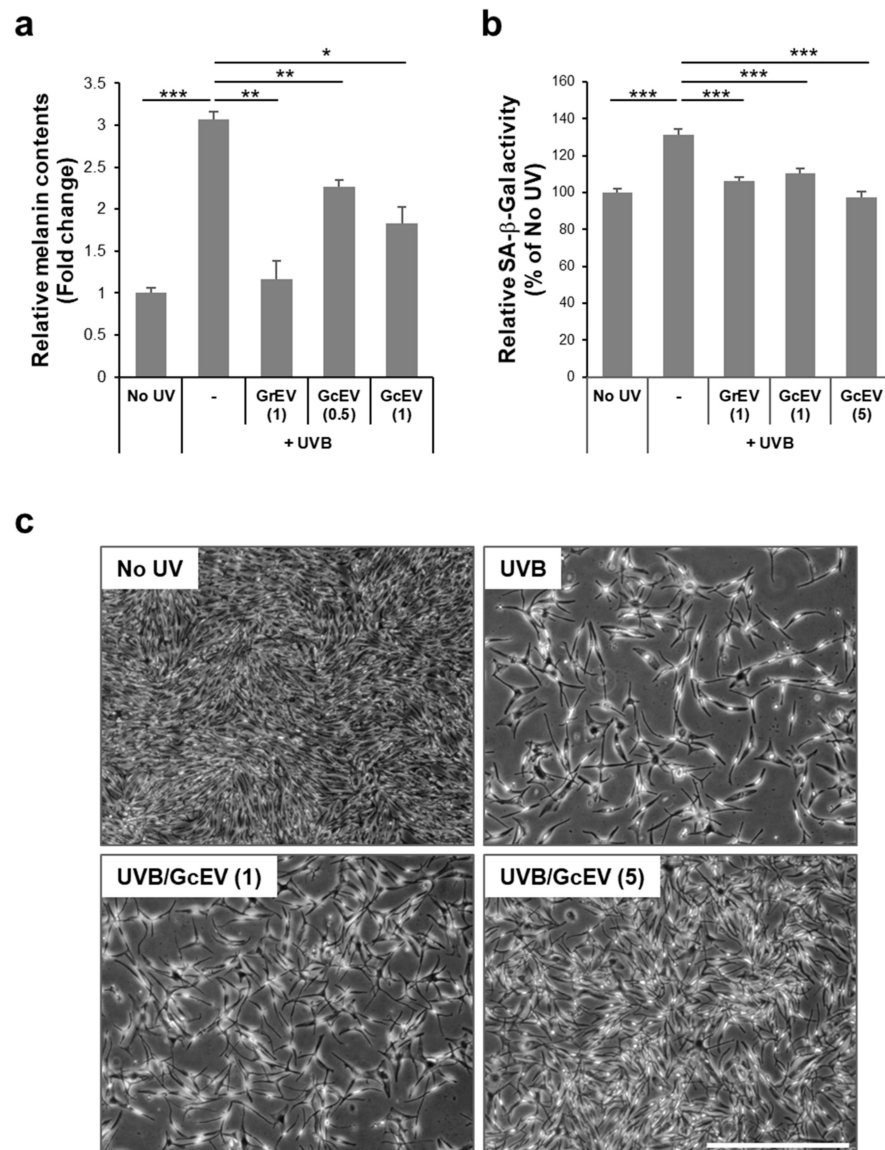 a
*
**
***
**
3.5
3
2.5
2
1.5
1
0.5
0
Relative melanin contents
(Fold change)
No UV
-
GrEV
(1)
GcEV
(0.5)
GcEV
(1)
+ UVB
b
***
***
***
***
160
140
120
100
80
60
40
20
0
Relative SA-β-Gal activity
(% of No UV)
No UV
-
GrEV
(1)
GcEV
(1)
GcEV
(5)
+ UVB
c
No UV
UVB
UVB/GcEV (1)
UVB/GcEV (5)